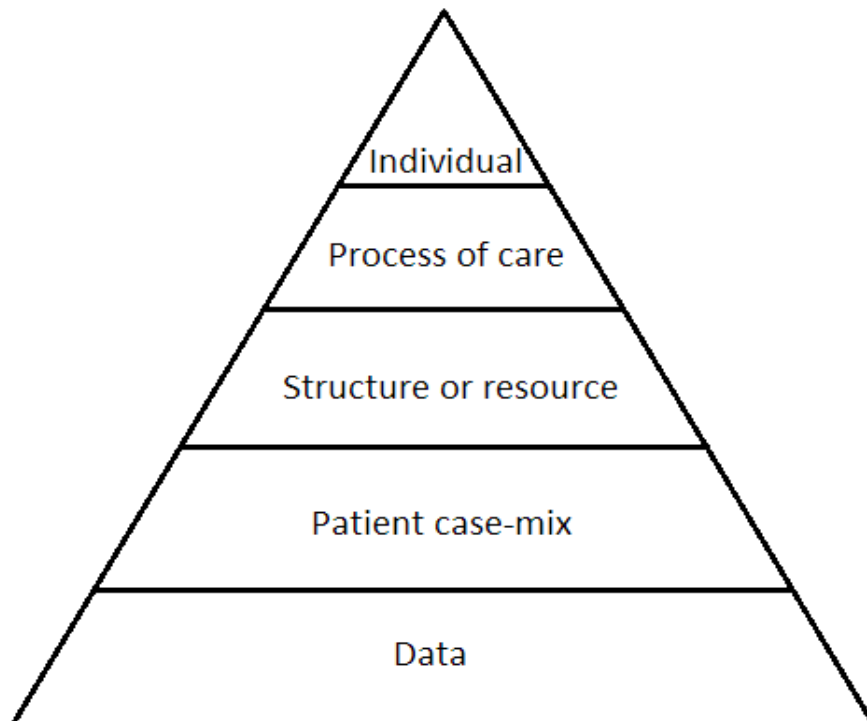 Individual
Process of care
Structure or resource
Patient case-mix
Data